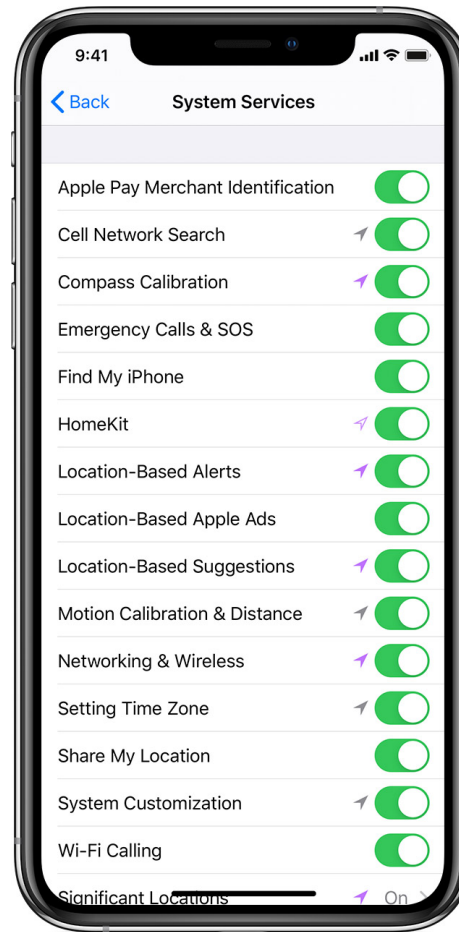 9:41
Back System Services
Apple Pay Merchant Identification
Cell Network Search
Compass Calibration
Emergency Calls & SOS
Find My iPhone
HomeKit
Location-Based Alerts
Location-Based Apple Ads
Location-Based Suggestions
Motion Calibration & Distance
Networking & Wireless
Setting Time Zone
Share My Location
System Customization
Wi-Fi Calling
Significant Locations On